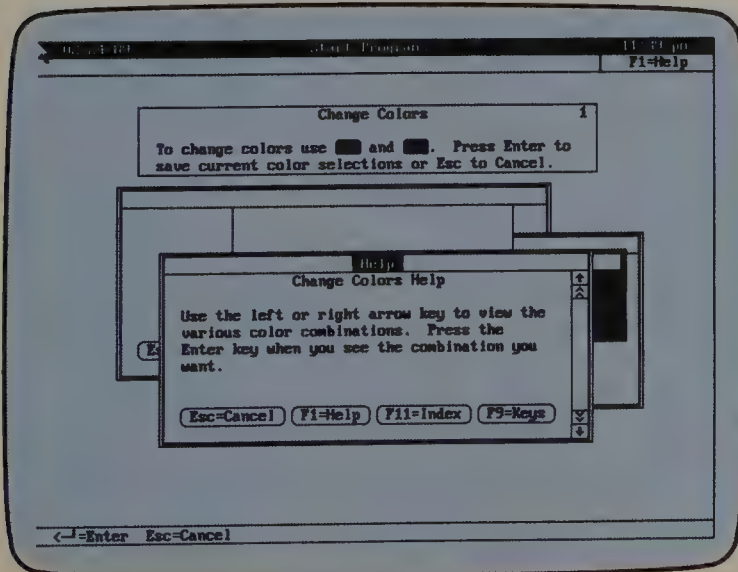 Start Program
F1=Help
Change Colors 1
To change colors use and . Press Enter to
save current color selections or Esc to Cancel.
Help
Change Colors Help
Use the left or right arrow key to view the
various color combinations. Press the
Enter key when you see the combination you
want.
Esc=Cancel F1=Help F11=Index F9=Keys
=Enter Esc=Cancel